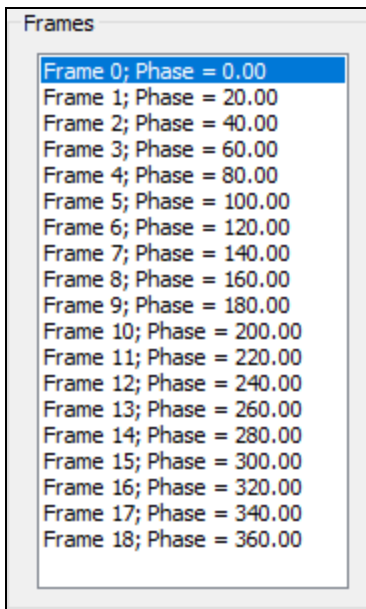 Frames
Frame 0; Phase = 0.00
Frame 1; Phase = 20.00
Frame 2; Phase = 40.00
Frame 3; Phase = 60.00
Frame 4; Phase = 80.00
Frame 5; Phase = 100.00
Frame 6; Phase = 120.00
Frame 7; Phase = 140.00
Frame 8; Phase = 160.00
Frame 9; Phase = 180.00
Frame 10; Phase = 200.00
Frame 11; Phase = 220.00
Frame 12; Phase = 240.00
Frame 13; Phase = 260.00
Frame 14; Phase = 280.00
Frame 15; Phase = 300.00
Frame 16; Phase = 320.00
Frame 17; Phase = 340.00
Frame 18; Phase = 360.00